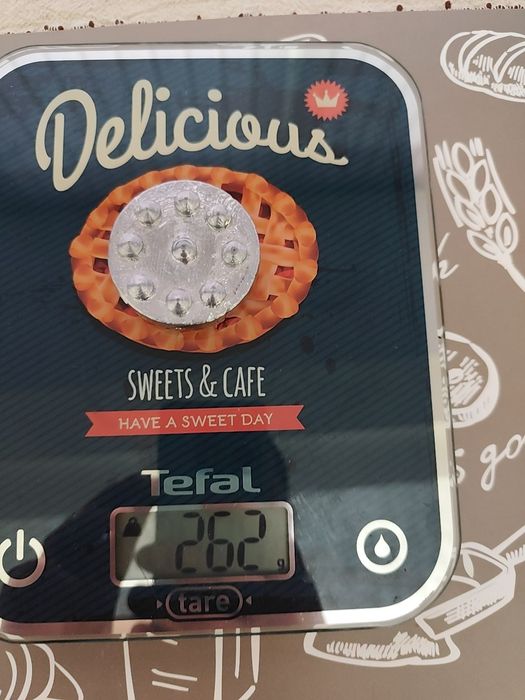 Delicious
SWEETS & CAFE
HAVE A SWEET DAY
Tefal
262 g
tare